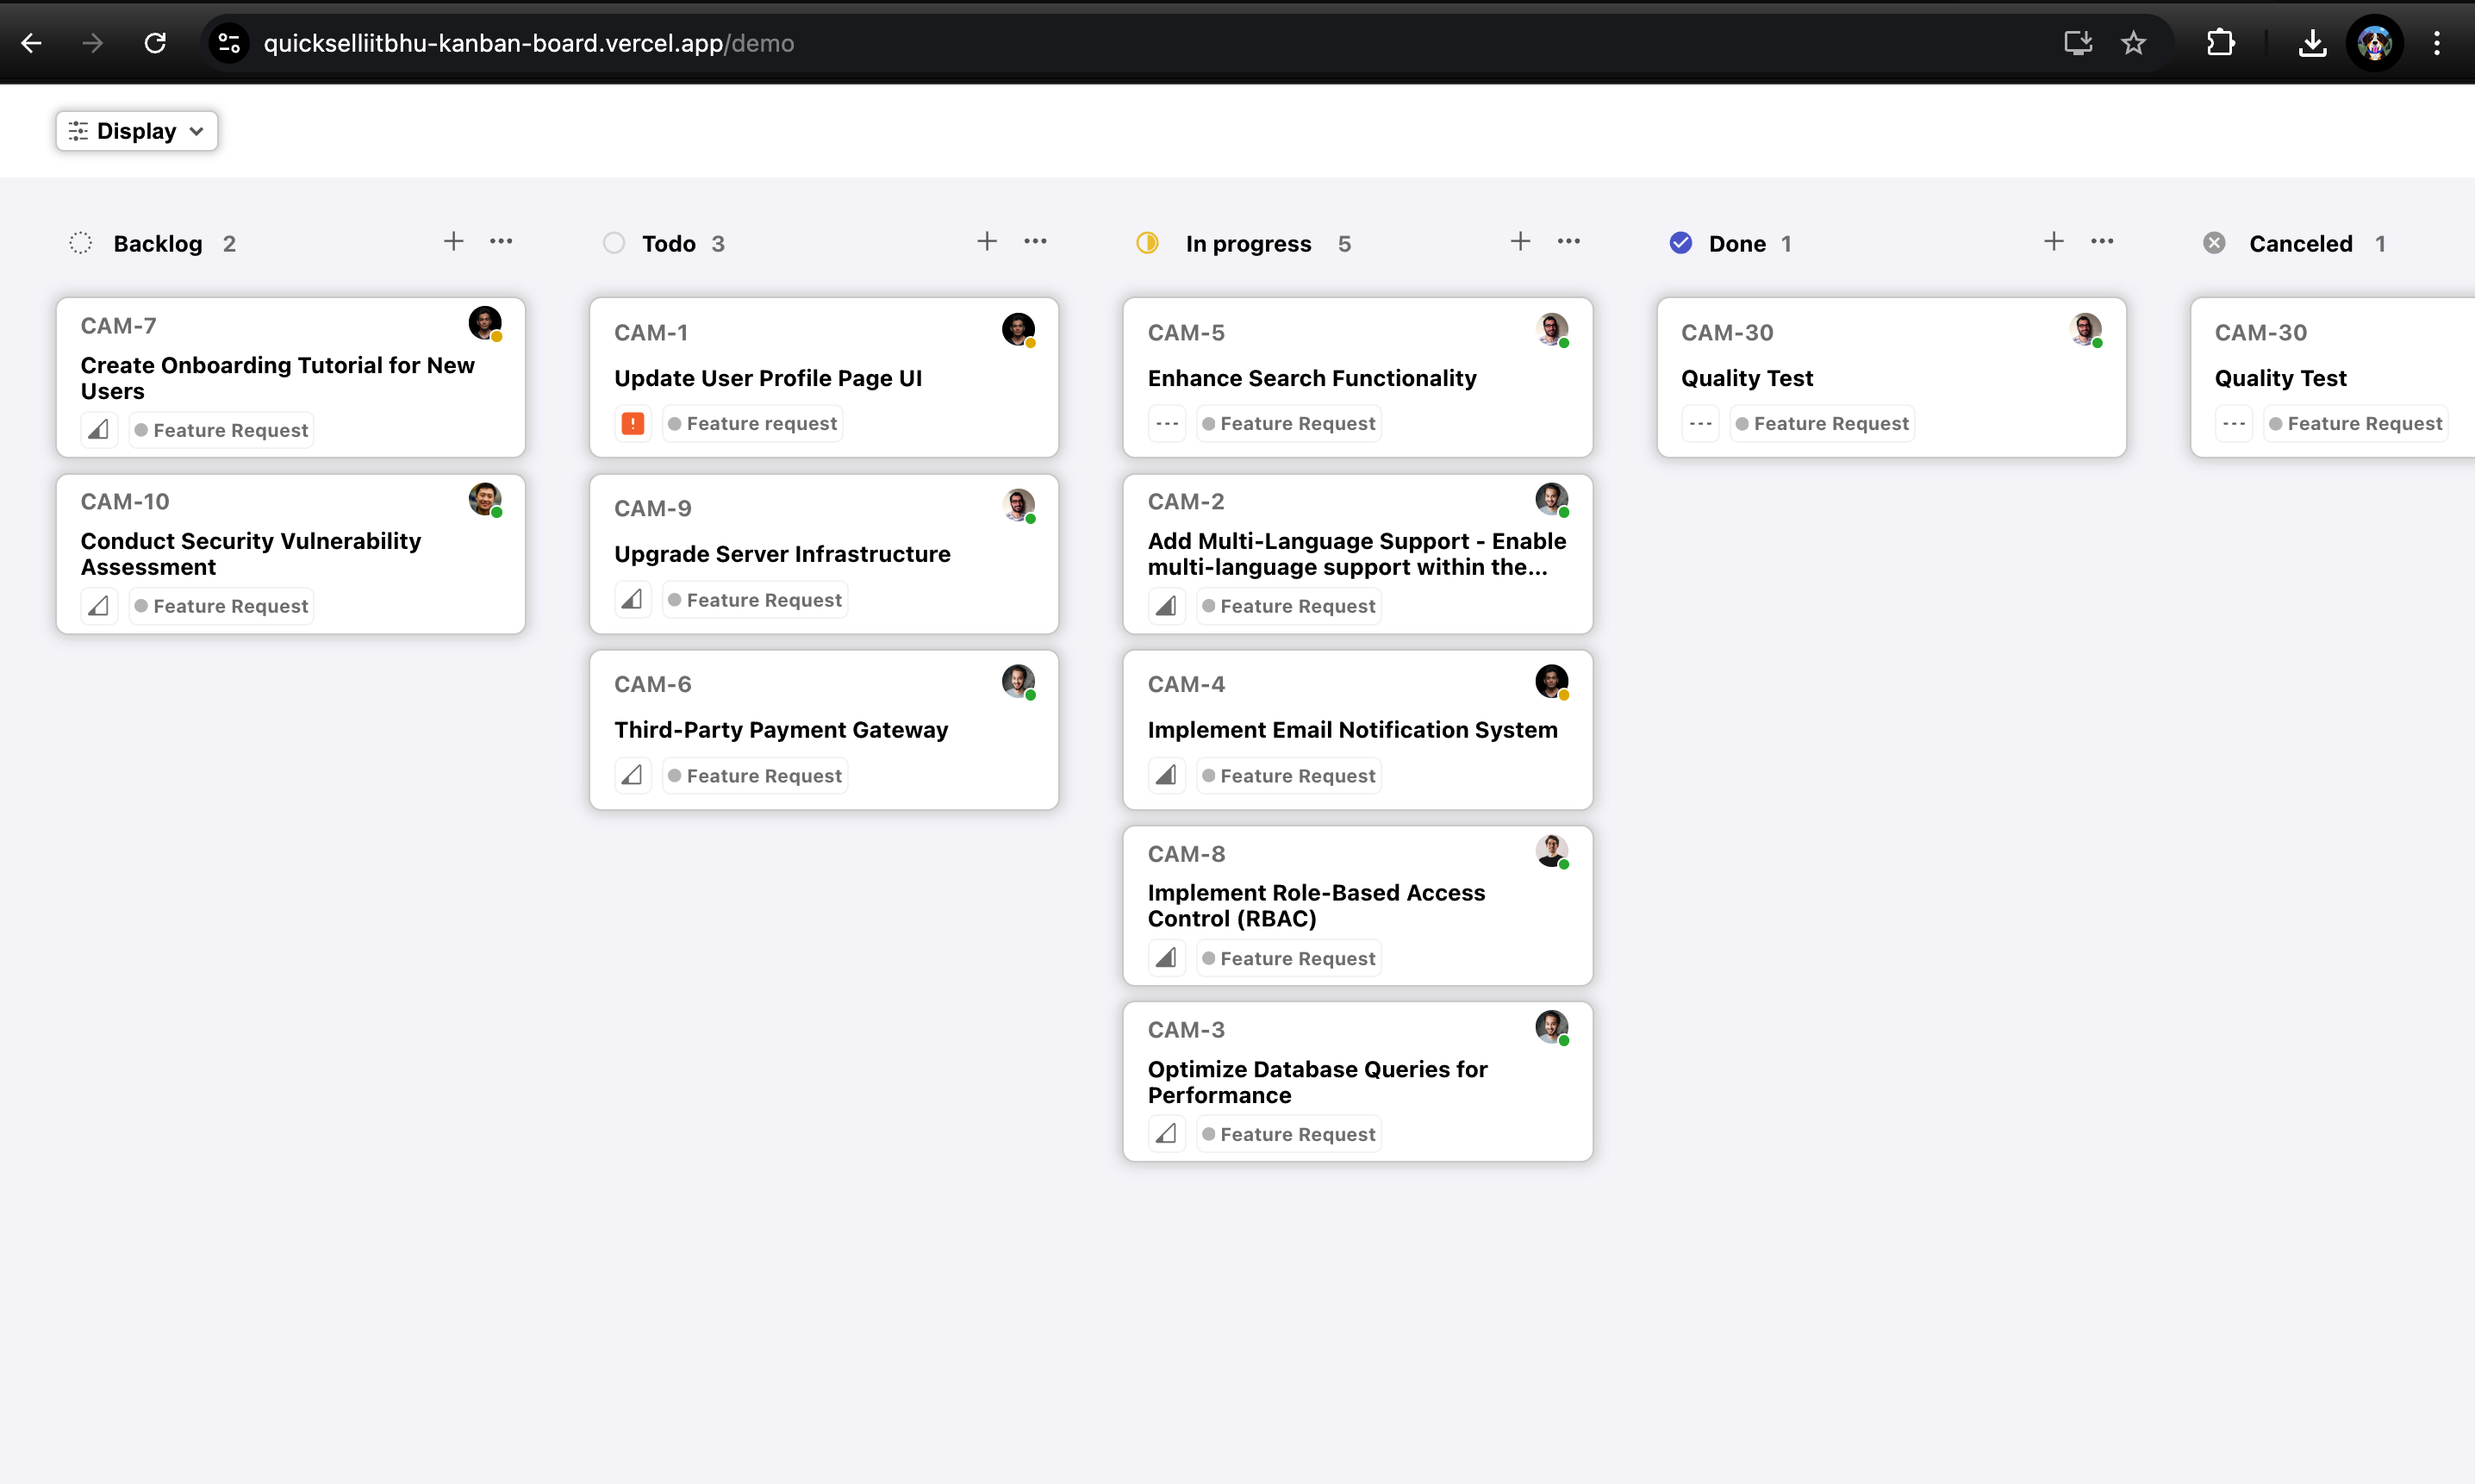 quickselliitbhu-kanban-board.vercel.app/demo
Display
Backlog 2
CAM-7
Create Onboarding Tutorial for New
Users
Feature Request
CAM-10
Conduct Security Vulnerability
Assessment
Feature Request
Todo 3
CAM-1
Update User Profile Page UI
!
Feature request
CAM-9
Upgrade Server Infrastructure
Feature Request
CAM-6
Third-Party Payment Gateway
Feature Request
In progress 5
CAM-5
Enhance Search Functionality
Feature Request
CAM-2
Add Multi-Language Support - Enable
multi-language support within the...
Feature Request
CAM-4
Implement Email Notification System
Feature Request
CAM-8
Implement Role-Based Access
Control (RBAC)
Feature Request
CAM-3
Optimize Database Queries for
Performance
Feature Request
Done 1
CAM-30
Quality Test
Feature Request
Canceled 1
CAM-30
Quality Test
Feature Request